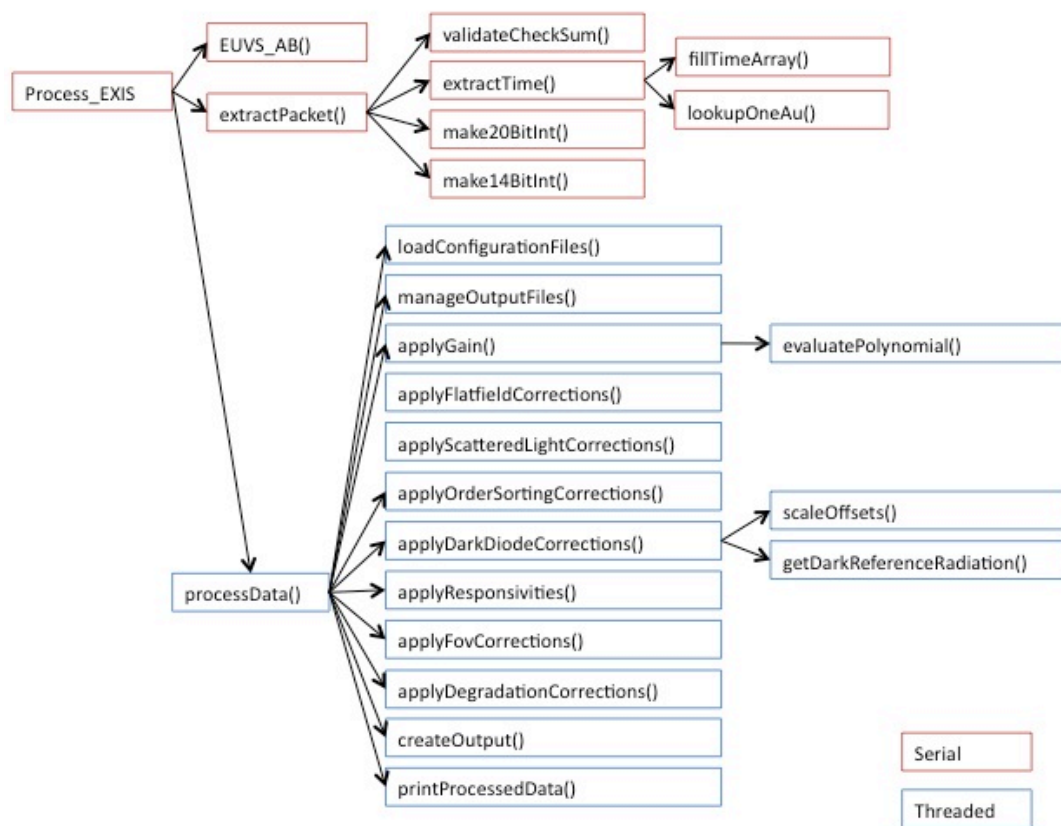 EUVS_AB()
validateCheckSum()
fillTimeArray()
Process_EXIS
extractPacket()
extractTime()
lookupOneAu()
make20BitInt()
make14BitInt()
loadConfigurationFiles()
manageOutputFiles()
applyGain()
evaluatePolynomial()
applyFlatfieldCorrections()
applyScatteredLightCorrections()
applyOrderSortingCorrections()
scaleOffsets()
applyDarkDiodeCorrections()
getDarkReferenceRadiation()
processData()
applyResponsivities()
applyFovCorrections()
applyDegradationCorrections()
createOutput()
printProcessedData()
Serial
Threaded